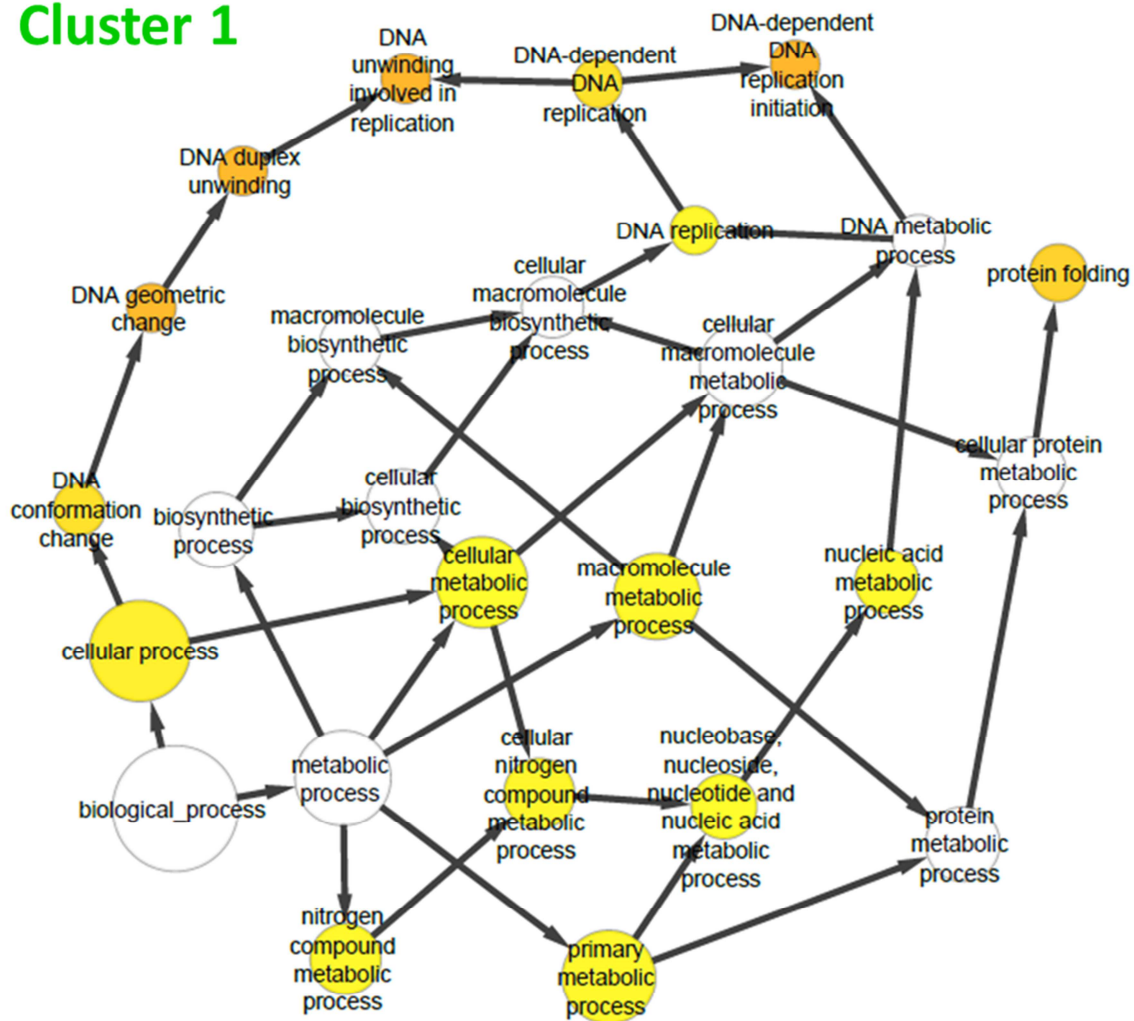 Cluster 1
DNA
unwinding
involved in
replication
DNA-dependent
DNA
replication
DNA-dependent
DNA
replication
initiation
DNA duplex
unwinding
DNA replication
DNA metabolic
process
protein folding
DNA geometric
change
macromolecule
biosynthetic
process
cellular
macromolecule
biosynthetic
process
cellular
macromolecule
metabolic
process
cellular protein
metabolic
process
DNA
conformation
change
biosynthetic
process
cellular
biosynthetic
process
cellular
metabolic
process
macromolecule
metabolic
process
nucleic acid
metabolic
process
cellular process
biological_process
metabolic
process
cellular
nitrogen
compound
metabolic
process
nucleobase,
nucleoside,
nucleotide and
nucleic acid
metabolic
process
protein
metabolic
process
nitrogen
compound
metabolic
process
primary
metabolic
process